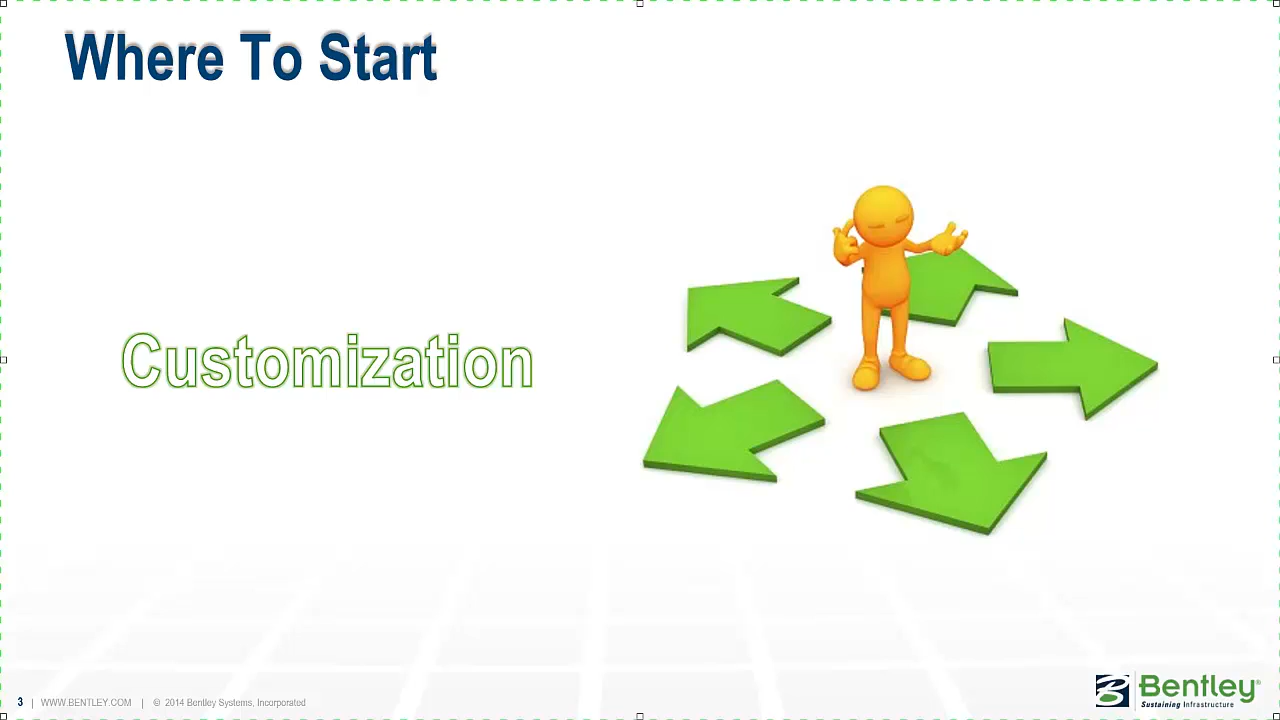 Where To Start
Customization
3 | WWW.BENTLEY.COM | © 2014 Bentley Systems, Incorporated
Bentley®
Sustaining Infrastructure